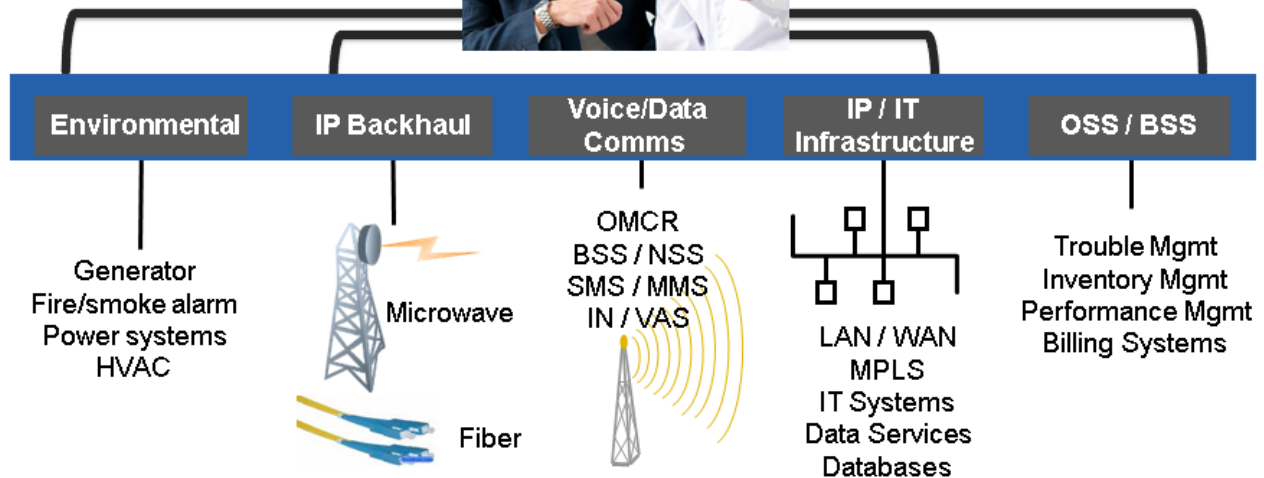 Environmental
IP Backhaul
Voice/Data
Comms
IP / IT
Infrastructure
OSS / BSS
Generator
Fire/smoke alarm
Power systems
HVAC
Microwave
Fiber
OMCR
BSS / NSS
SMS / MMS
IN / VAS
LAN / WAN
MPLS
IT Systems
Data Services
Databases
Trouble Mgmt
Inventory Mgmt
Performance Mgmt
Billing Systems